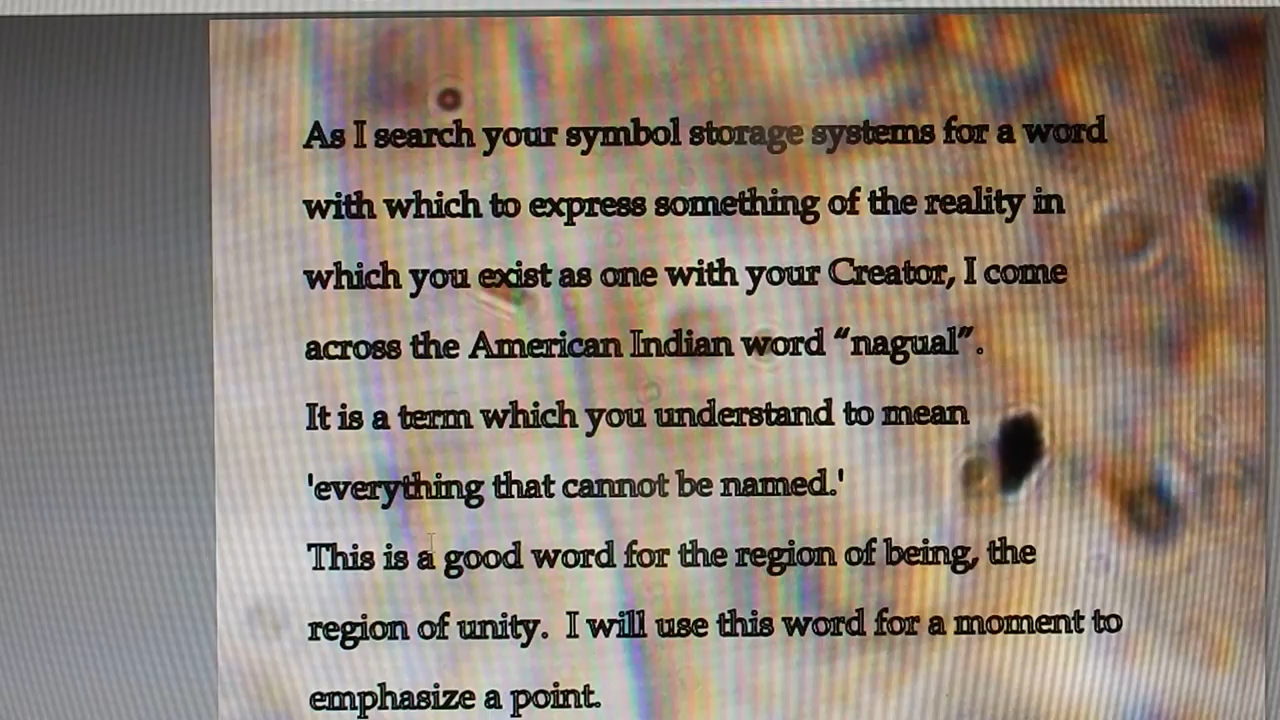 As I search your symbol storage systems for a word
with which to express something of the reality in
which you exist as one with your Creator, I come
across the American Indian word “nagual”.
It is a term which you understand to mean
'everything that cannot be named.'
This is a good word for the region of being, the
region of unity.  I will use this word for a moment to
emphasize a point.